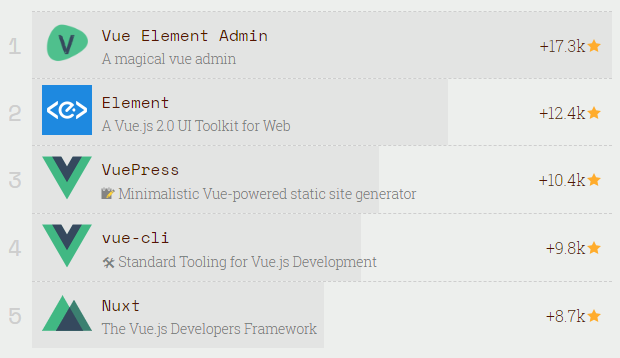 1
Vue Element Admin
A magical vue admin
+17.3k
2
Element
A Vue.js 2.0 UI Toolkit for Web
+12.4k
3
VuePress
Minimalistic Vue-powered static site generator
+10.4k
4
vue-cli
Standard Tooling for Vue.js Development
+9.8k
5
Nuxt
The Vue.js Developers Framework
+8.7k